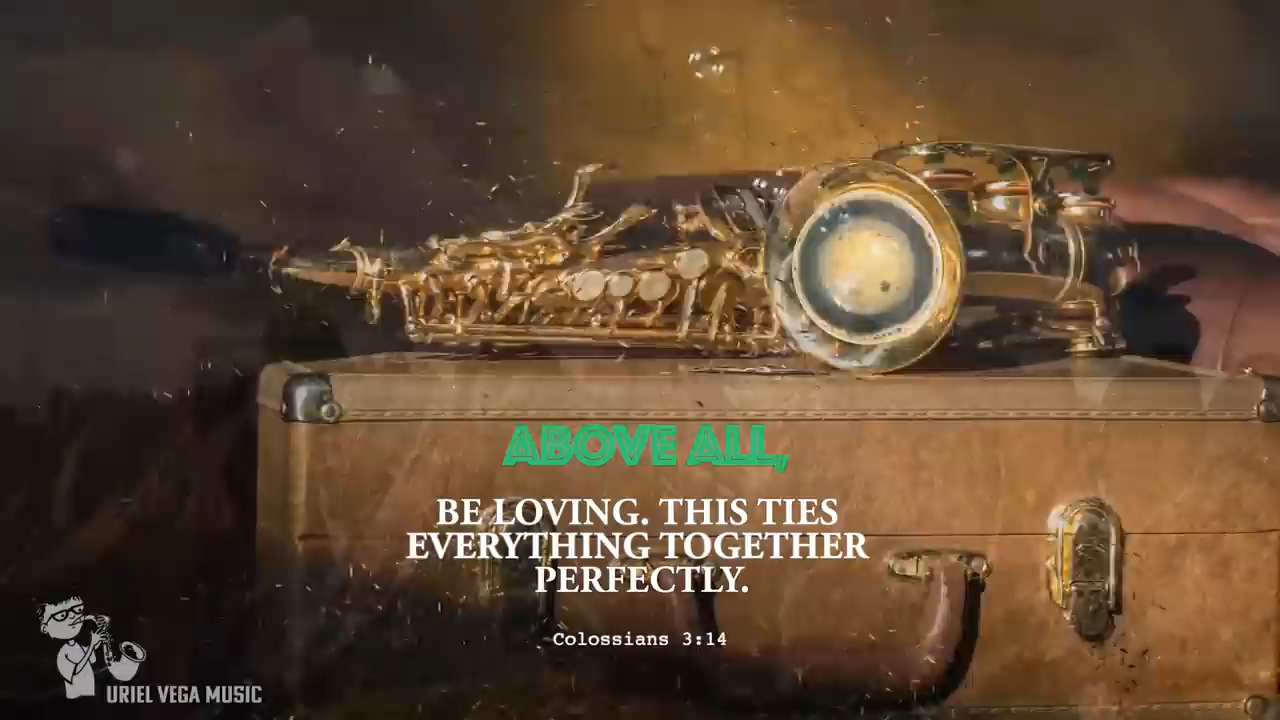 ABOVE ALL,
BE LOVING. THIS TIES
EVERYTHING TOGETHER
PERFECTLY.
Colossians 3:14
URIEL VEGA MUSIC